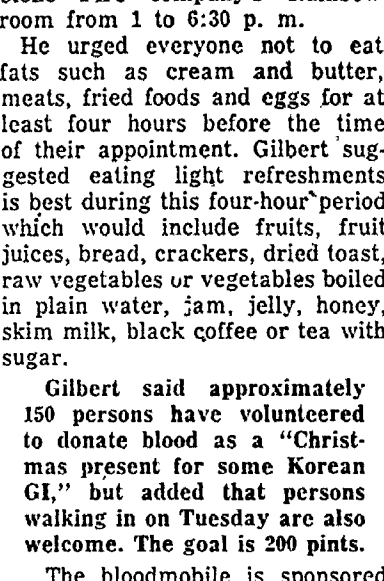 room from 1 to 6:30 p. m.
He urged everyone not to eat
fats such as cream and butter,
meats, fried foods and eggs for at
least four hours before the time
of their appointment. Gilbert sug-
gested eating light refreshments
is best during this four-hour period
which would include fruits, fruit
juices, bread, crackers, dried toast,
raw vegetables or vegetables boiled
in plain water, jam, jelly, honey,
skim milk, black coffee or tea with
sugar.
Gilbert said approximately
150 persons have volunteered
to donate blood as a “Christ-
mas present for some Korean
GI,” but added that persons
walking in on Tuesday are also
welcome. The goal is 200 pints.
The bloodmobile is sponsored